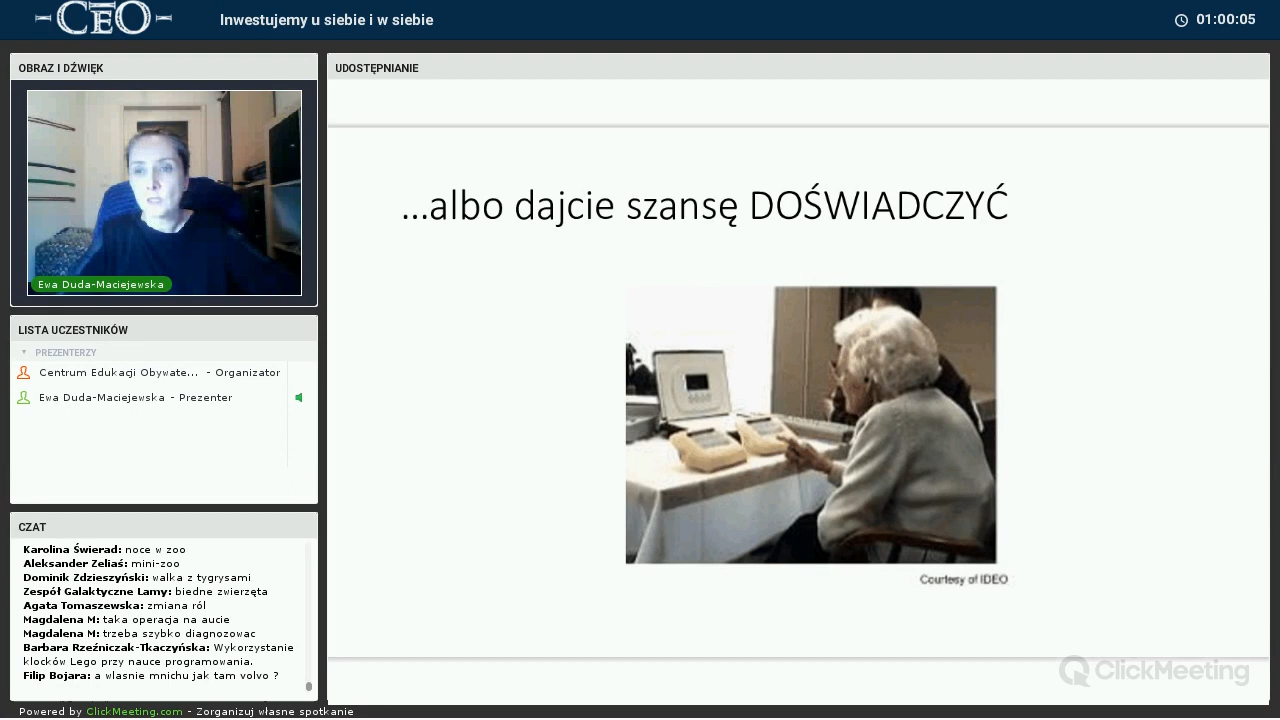 CEO
Inwestujemy u siebie i w siebie
01:00:05
OBRAZ I DŹWIĘK
Ewa Duda-Maciejewska
LISTA UCZESTNIKÓW
PREZENTERZY
Centrum Edukacji Obywate... - Organizator
Ewa Duda-Maciejewska - Prezenter
CZAT
Karolina Świerad: noce w zoo
Aleksander Zeliaś: mini-zoo
Dominik Zdzieszyński: walka z tygrysami
Zespół Galaktyczne Lamy: biedne zwierzęta
Agata Tomaszewska: zmiana ról
Magdalena M: taka operacja na aucie
Magdalena M: trzeba szybko diagnozowac
Barbara Rzeźniczak-Tkaczyńska: Wykorzystanie
klocków Lego przy nauce programowania.
Filip Bojara: a wlasnie mnichu jak tam volvo ?
Powered by ClickMeeting.com - Zorganizuj własne spotkanie
UDOSTĘPNIANIE
...albo dajcie szansę DOŚWIADCZYĆ
Courtesy of IDEO
ClickMeeting